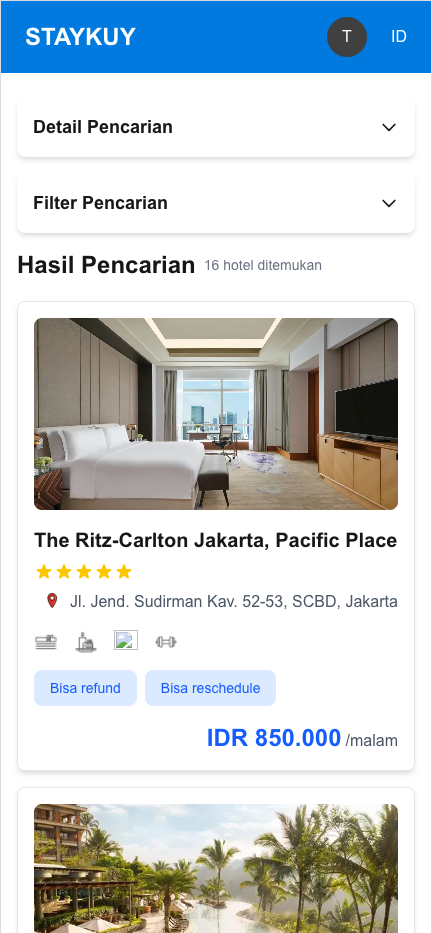 STAYKUY
T
ID
Detail Pencarian
Filter Pencarian
Hasil Pencarian 16 hotel ditemukan
The Ritz-Carlton Jakarta, Pacific Place
Jl. Jend. Sudirman Kav. 52-53, SCBD, Jakarta
Bisa refund
Bisa reschedule
IDR 850.000 /malam